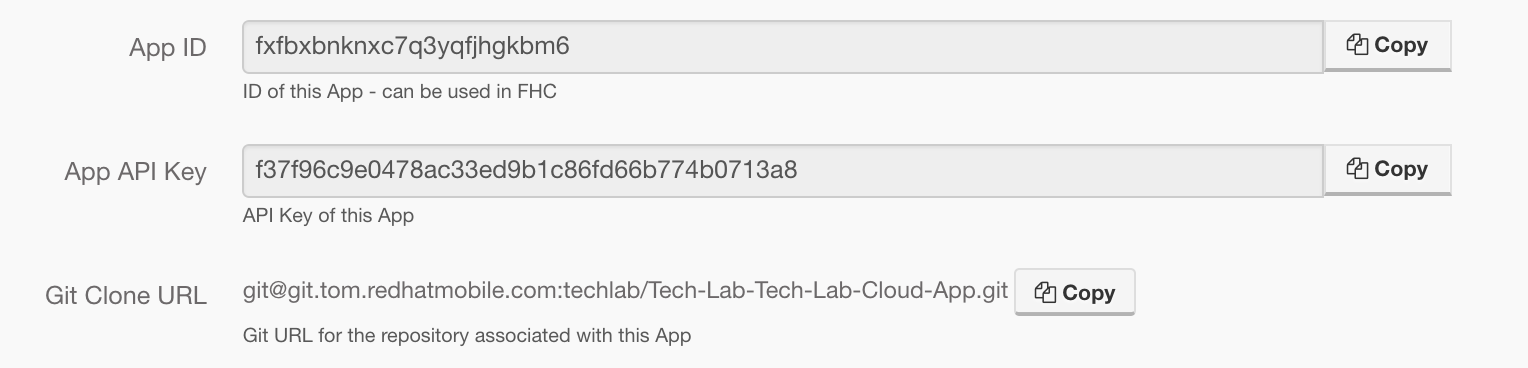 App ID fxfbxbnknxc7q3yqfjhgkbm6 Copy
ID of this App - can be used in FHC
App API Key f37f96c9e0478ac33ed9b1c86fd66b774b0713a8 Copy
API Key of this App
Git Clone URL git@git.tom.redhatmobile.com:techlab/Tech-Lab-Tech-Lab-Cloud-App.git Copy
Git URL for the repository associated with this App